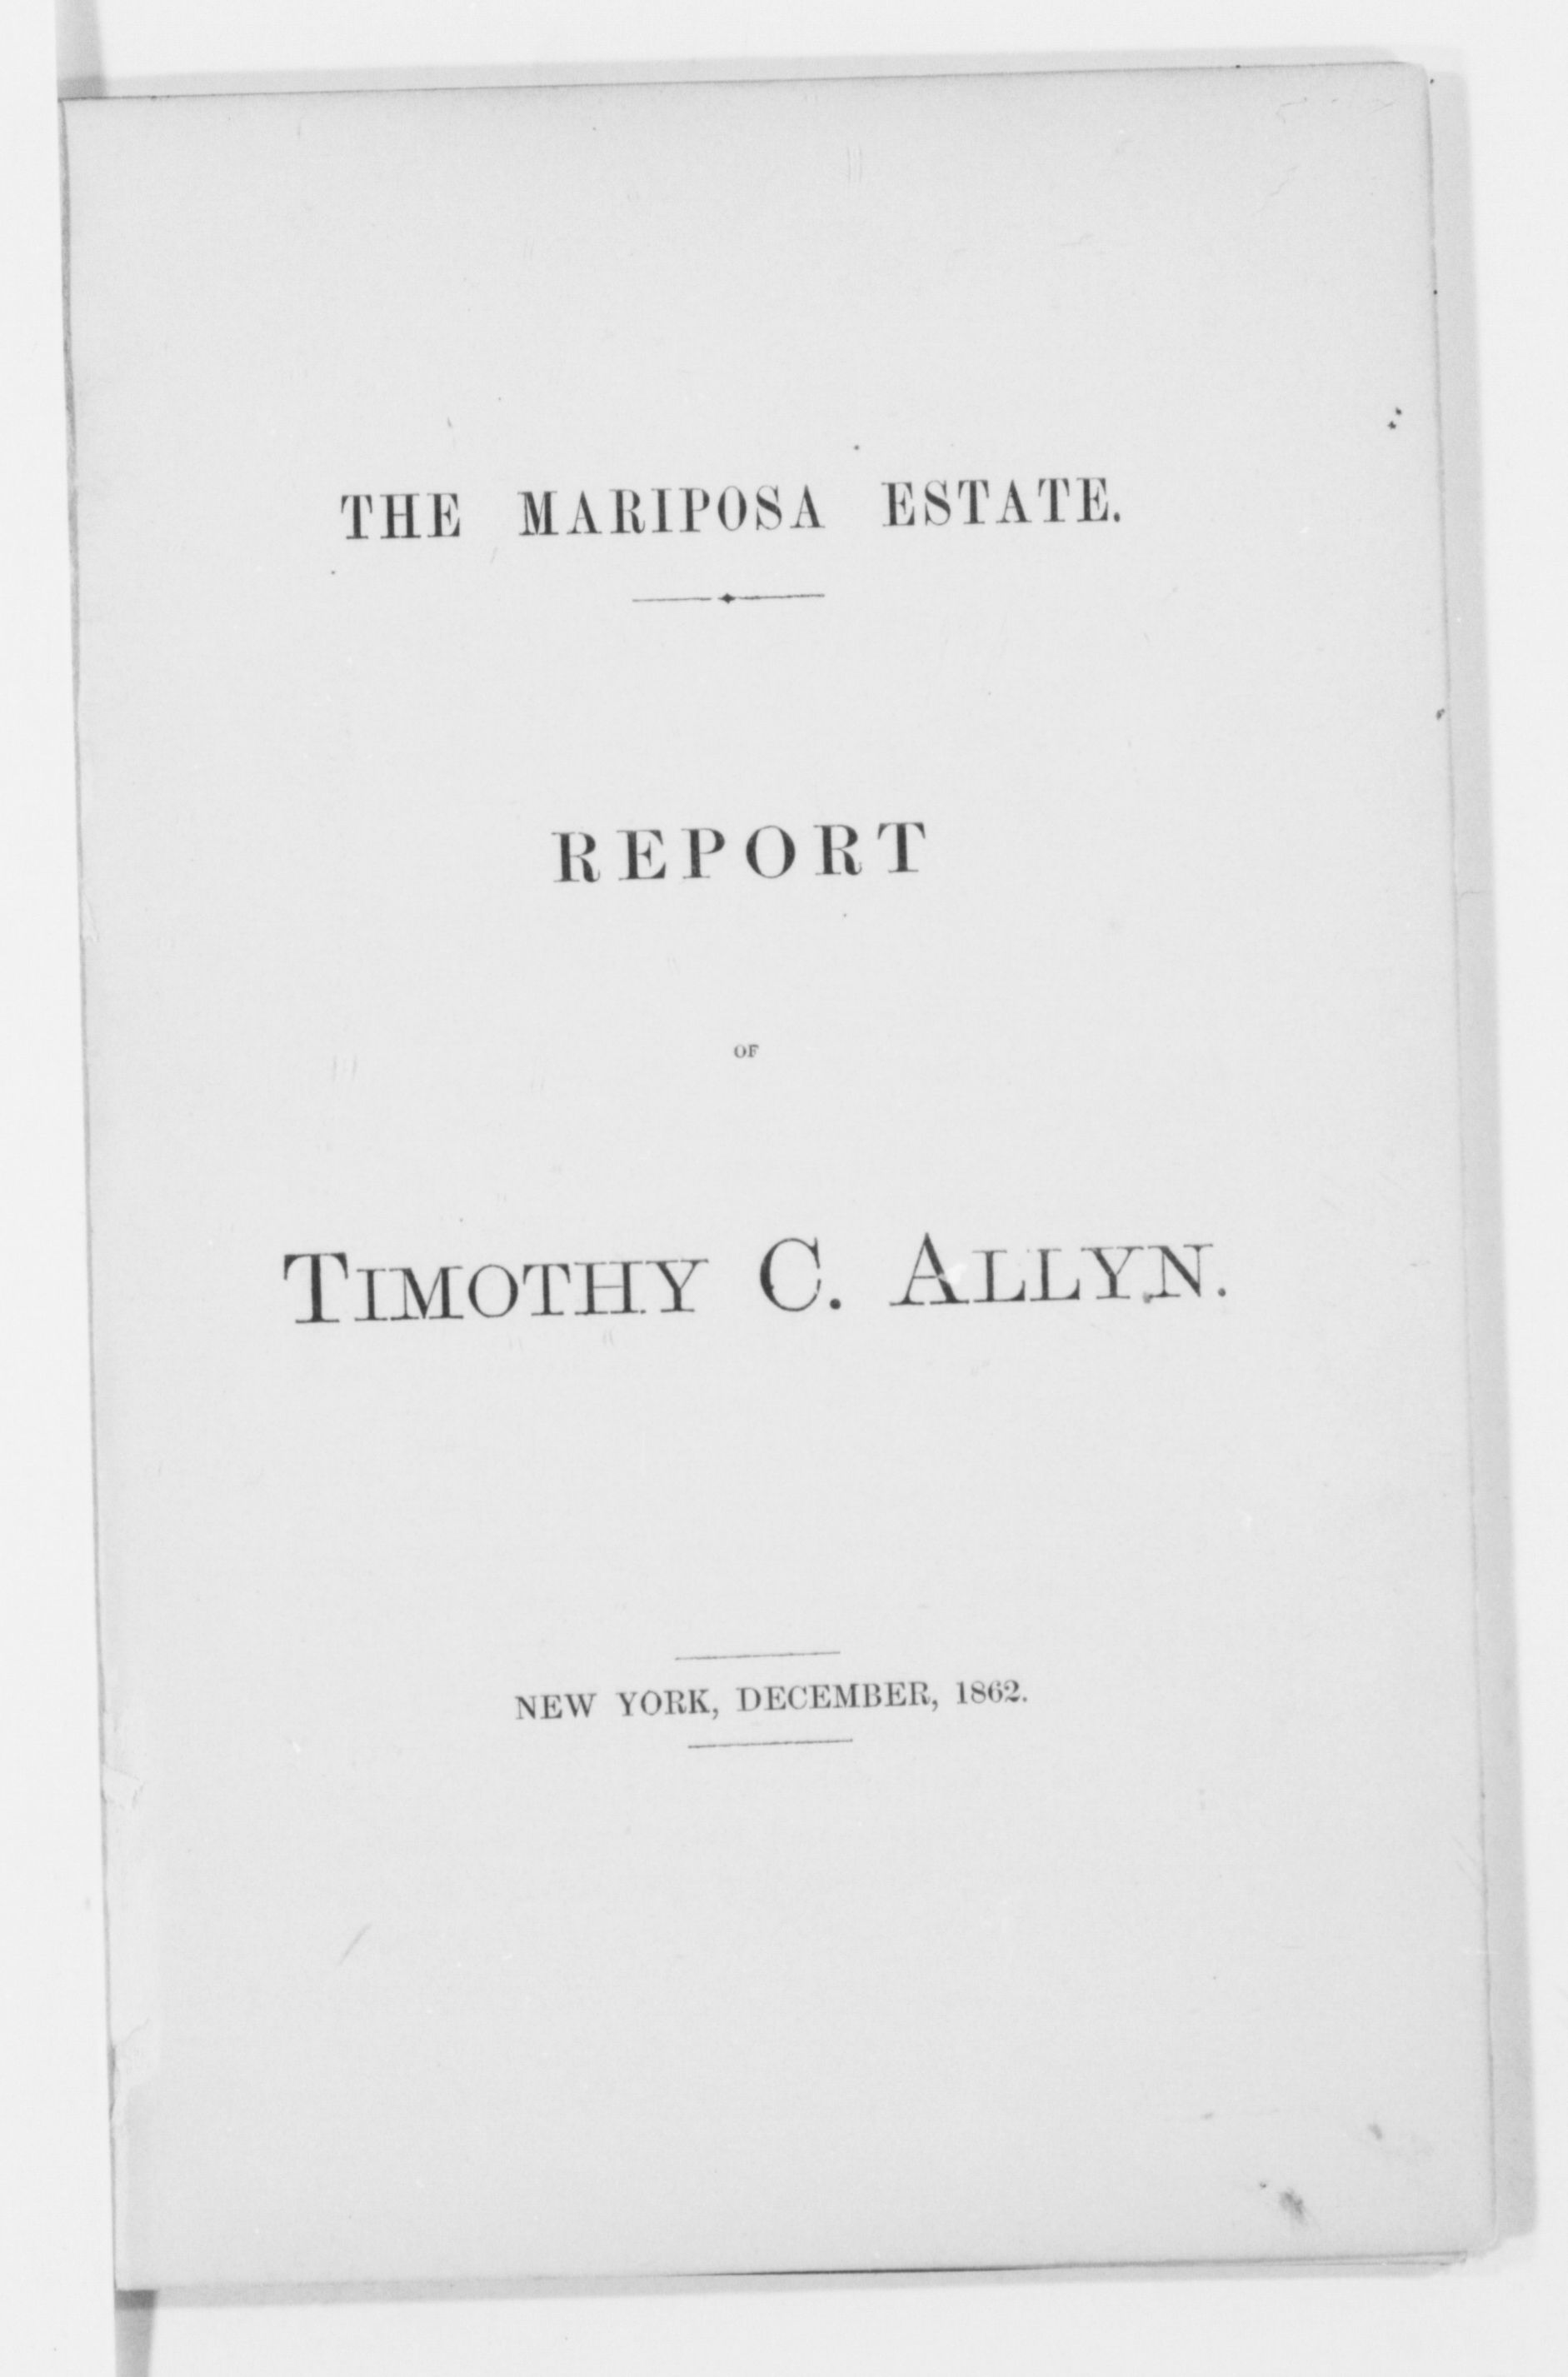 THE MARIPOSA ESTATE.
REPORT
OF
TIMOTHY C. ALLYN.
NEW YORK, DECEMBER, 1862.